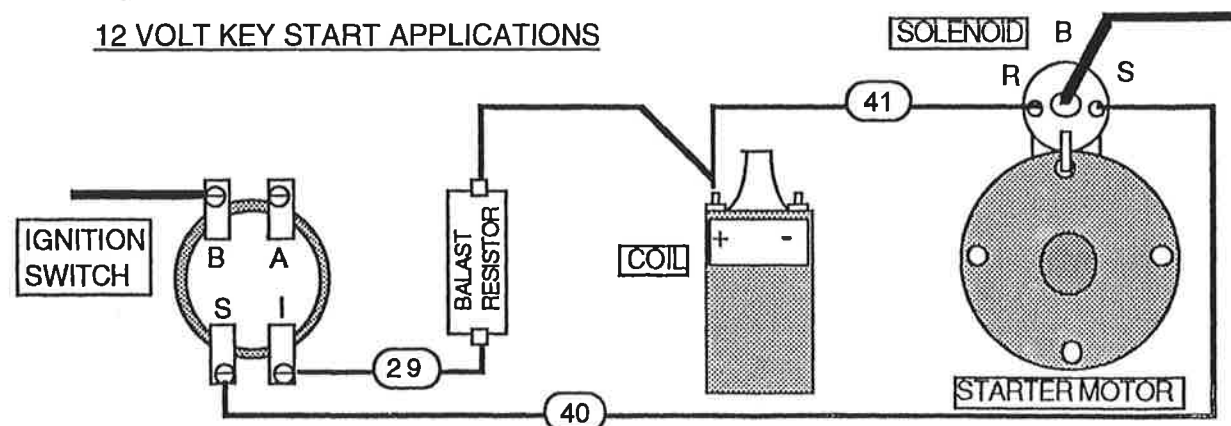 12 VOLT KEY START APPLICATIONS
SOLENOID
B
R
S
41
IGNITION
SWITCH
B
A
S
I
BALAST
RESISTOR
COIL
+ -
29
40
STARTER MOTOR